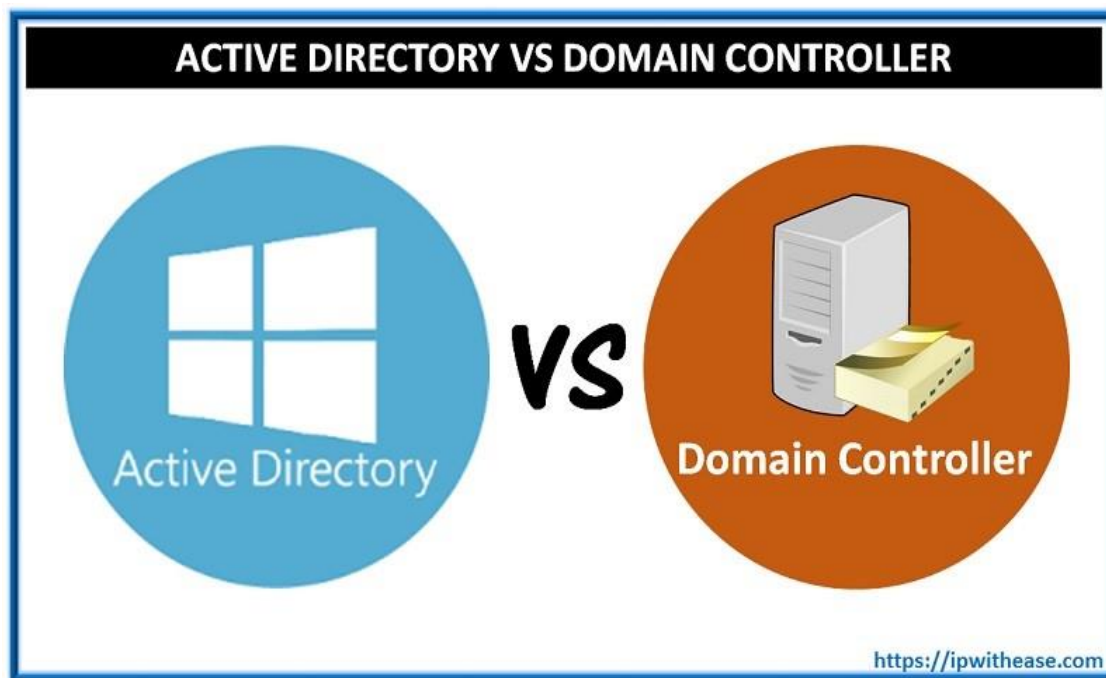 ACTIVE DIRECTORY VS DOMAIN CONTROLLER
Active Directory
VS
Domain Controller
https://ipwithease.com